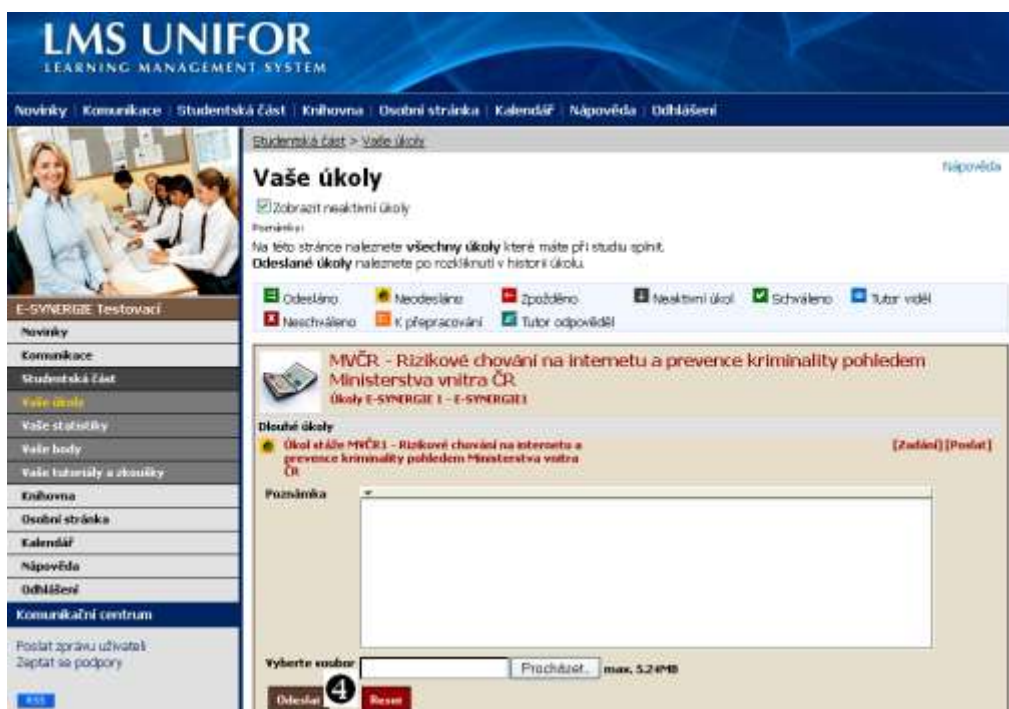 LMS UNIFOR
LEARNING MANAGEMENT SYSTEM
Novinky Komunikace Studentská část Knihovna Osobní stránka Kalendář Nápověda Odhlášení
Studentská část > Vaše úkoly
Nápověda
Vaše úkoly
Zobrazit neaktivní úkoly
Poznámka:
Na této stránce naleznete všechny úkoly které máte při studiu splnit.
Odeslané úkoly naleznete po rozkliknutí v historii úkolu.
Odesláno Neodesláno Zpožděno Neaktivní úkol Schváleno Tutor viděl
Neschváleno K přepracování Tutor odpověděl
E-SYNERGIE Testovací
Novinky
Komunikace
Studentská část
Vaše úkoly
Vaše statistiky
Vaše body
Vaše tutoriály a zkoušky
Knihovna
Osobní stránka
Kalendář
Nápověda
Odhlášení
Komunikační centrum
Poslat zprávu uživateli
Zeptat se podpory
RSS
MVČR - Rizikové chování na internetu a prevence kriminality pohledem
Ministerstva vnitra ČR
Úkoly E-SYNERGIE 1 - E-SYNERGIE1
Dlouhé úkoly
Úkol stáže MVČR1 - Rizikové chování na internetu a
prevence kriminality pohledem Ministerstva vnitra
ČR
[Zadání] [Poslat]
Poznámka
Vyberte soubor Procházet.. max. 5.24MB
Odeslat 4 Reset